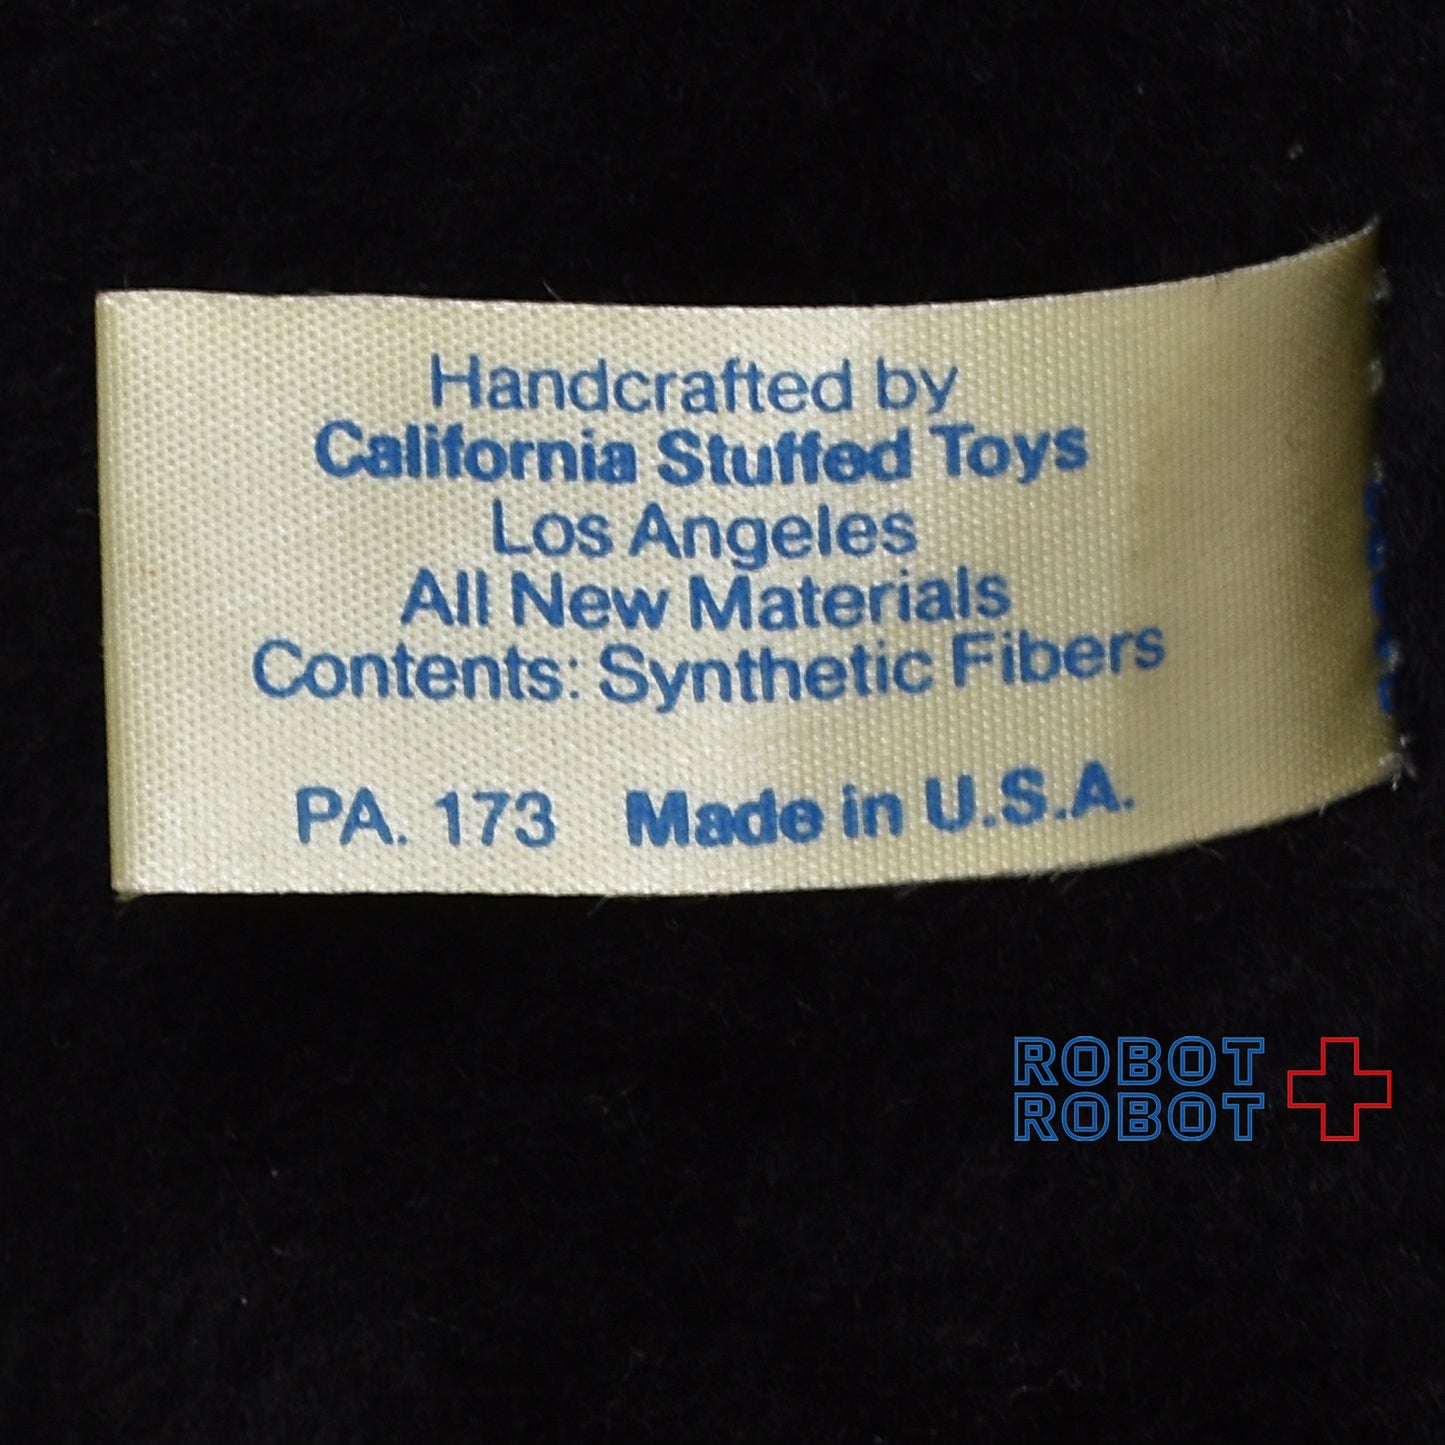 Handcrafted by
California Stuffed Toys
Los Angeles
All New Materials
Contents: Synthetic Fibers
PA. 173 Made in U.S.A.
ROBOT
ROBOT